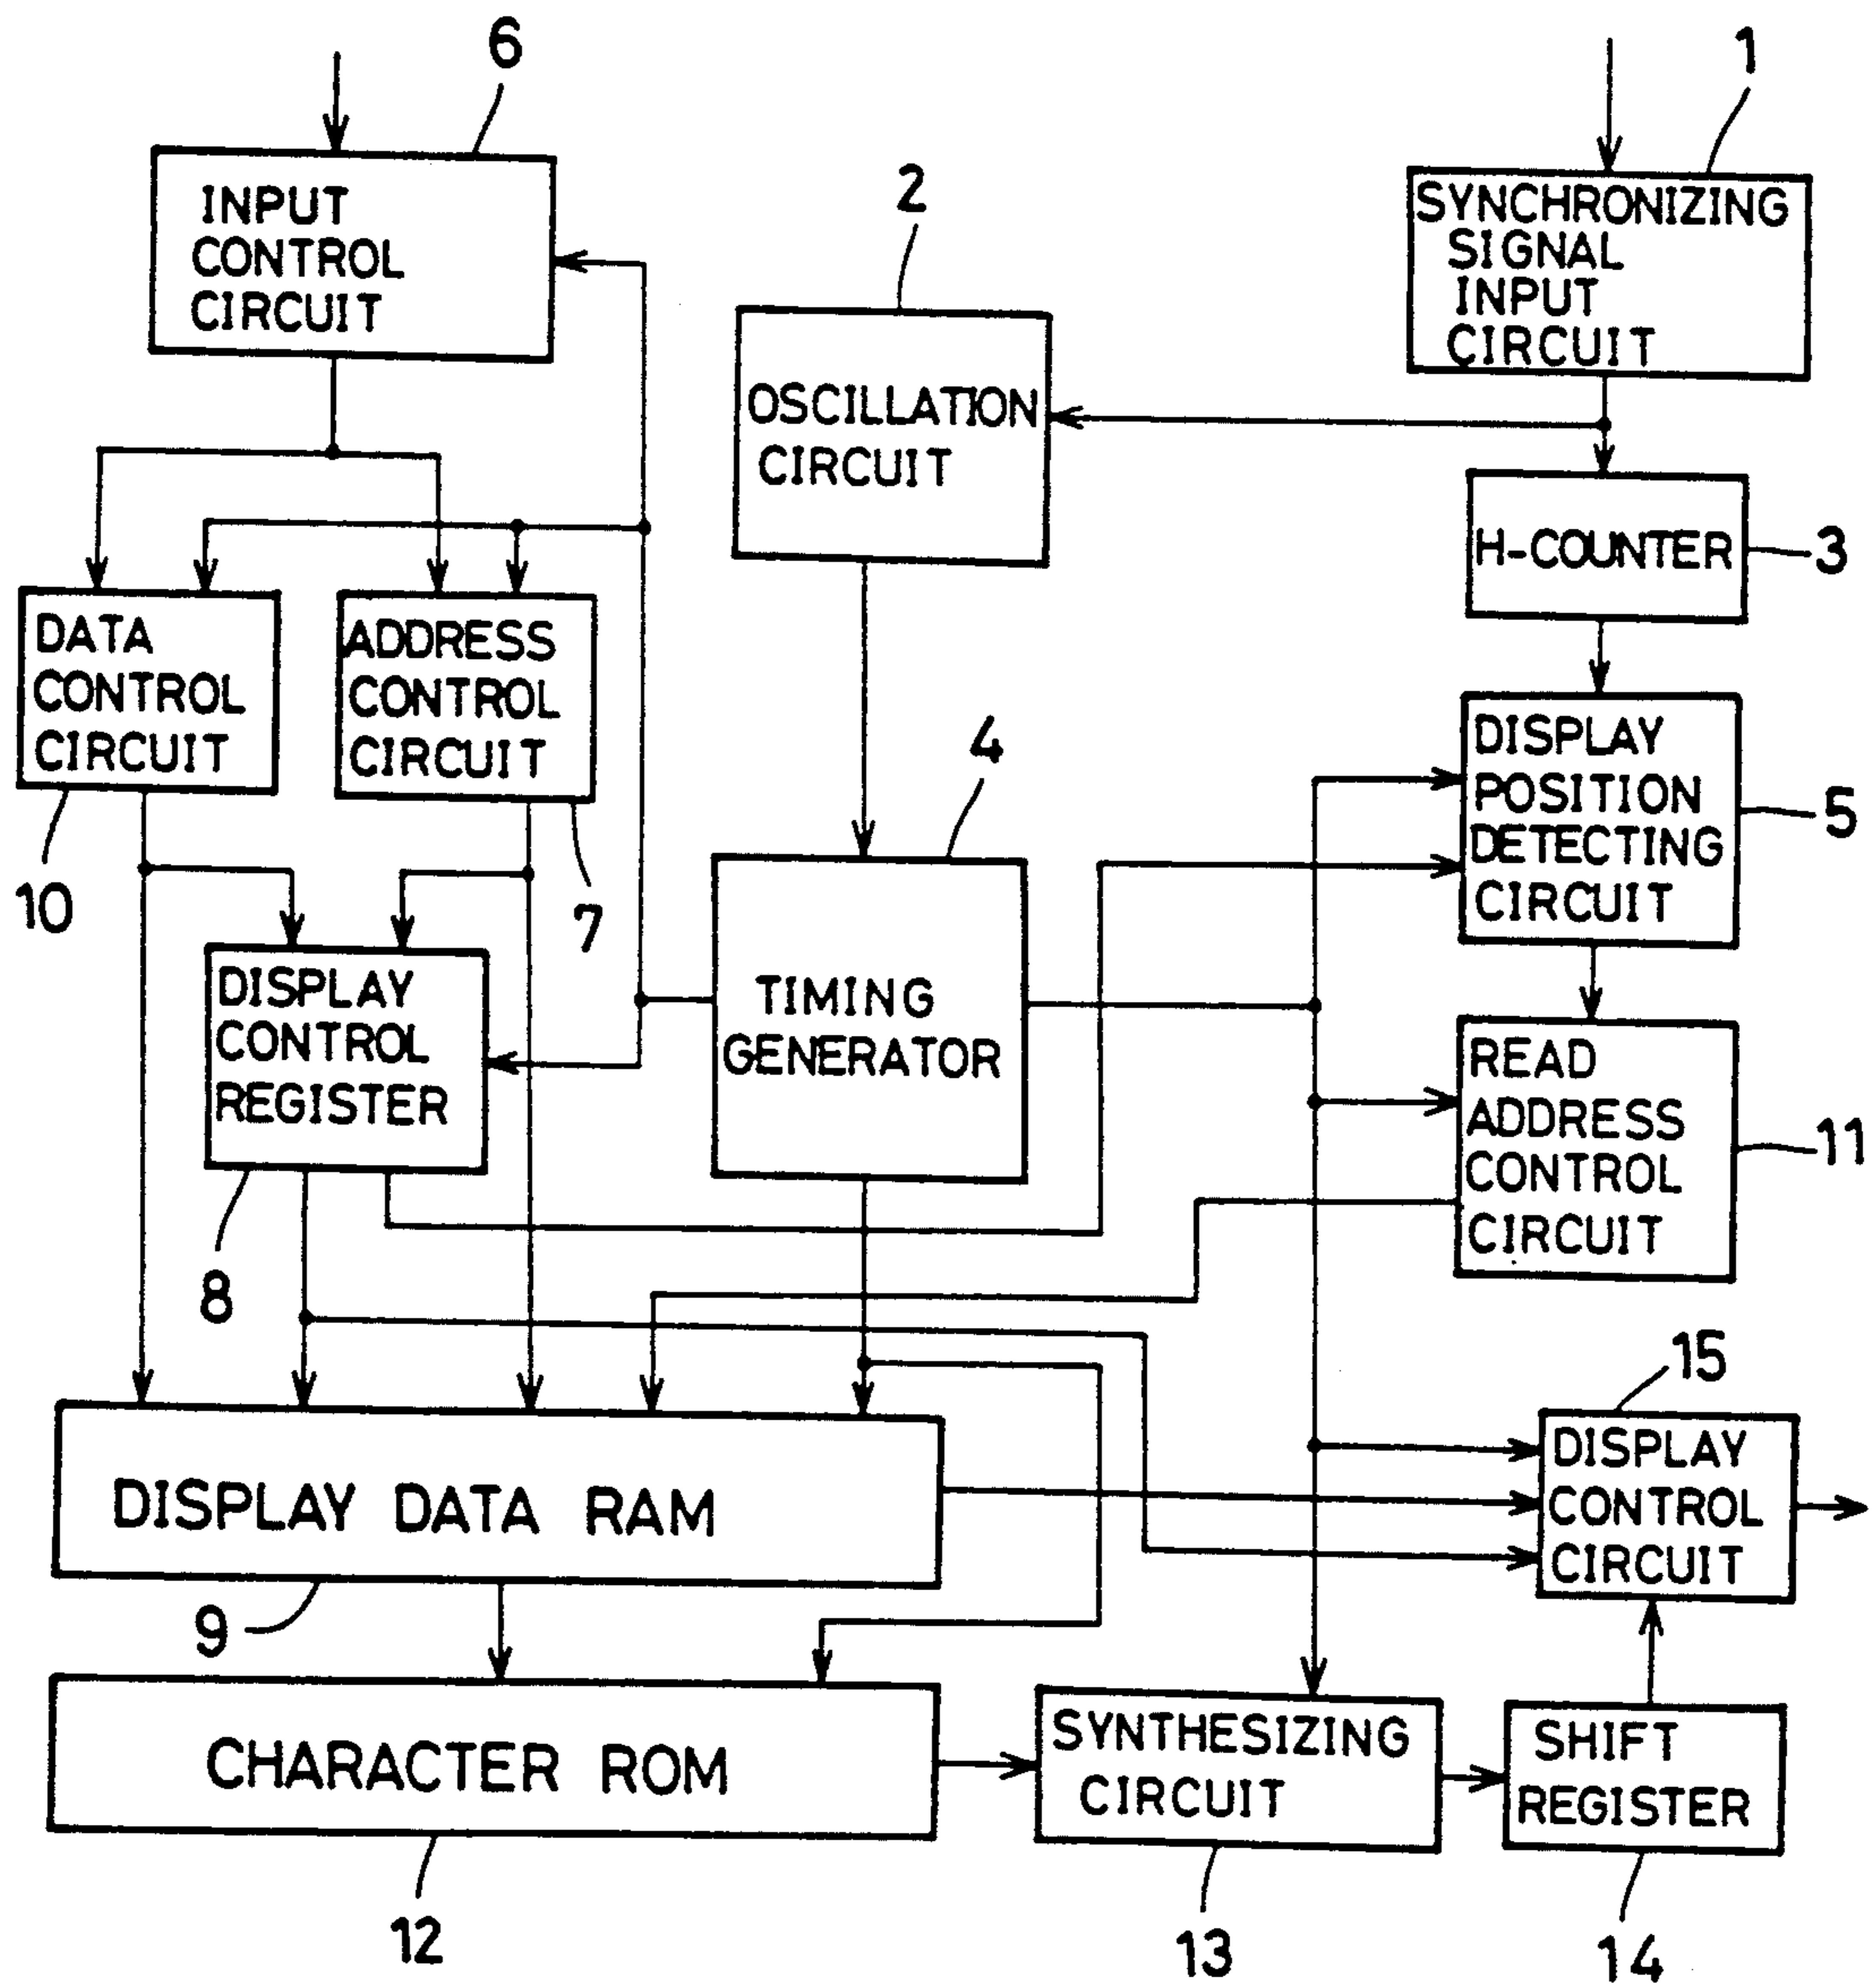 6
1
INPUT
CONTROL
CIRCUIT
2
SYNCHRONIZING
SIGNAL
INPUT
CIRCUIT
OSCILLATION
CIRCUIT
H-COUNTER
3
DATA
CONTROL
CIRCUIT
ADDRESS
CONTROL
CIRCUIT
10
7
4
DISPLAY
POSITION
DETECTING
CIRCUIT
5
DISPLAY
CONTROL
REGISTER
8
TIMING
GENERATOR
READ
ADDRESS
CONTROL
CIRCUIT
11
15
DISPLAY DATA RAM
9
DISPLAY
CONTROL
CIRCUIT
CHARACTER ROM
12
SYNTHESIZING
CIRCUIT
13
SHIFT
REGISTER
14